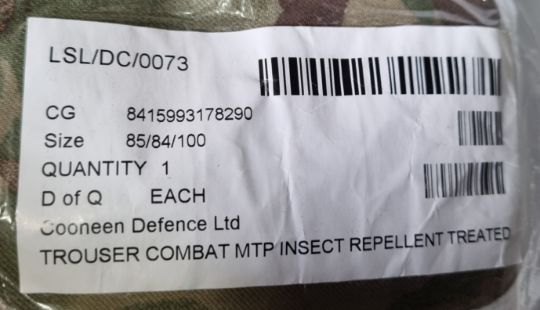 LSL/DC/0073
CG 8415993178290
Size 85/84/100
QUANTITY 1
D of Q EACH
Cooneen Defence Ltd
TROUSER COMBAT MTP INSECT REPELLENT TREATED